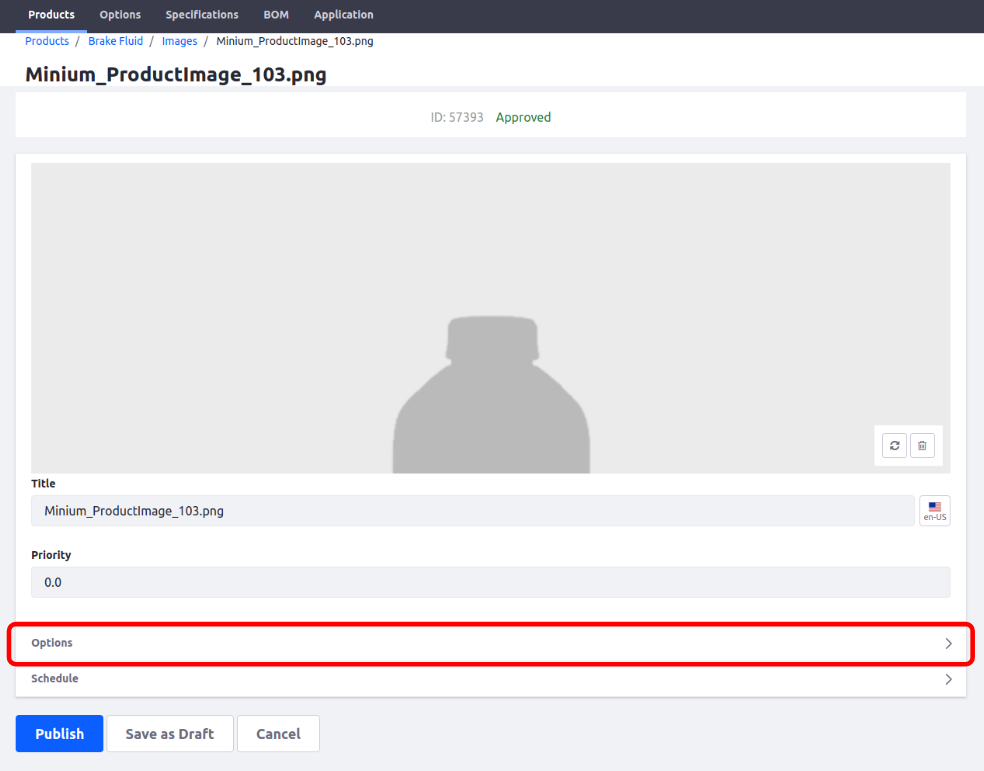 Products Options Specifications BOM Application
Products / Brake Fluid / Images / Minium_ProductImage_103.png
Minium_ProductImage_103.png
ID: 57393 Approved
Title
Minium_ProductImage_103.png
en-US
Priority
0.0
Options
Schedule
Publish Save as Draft Cancel